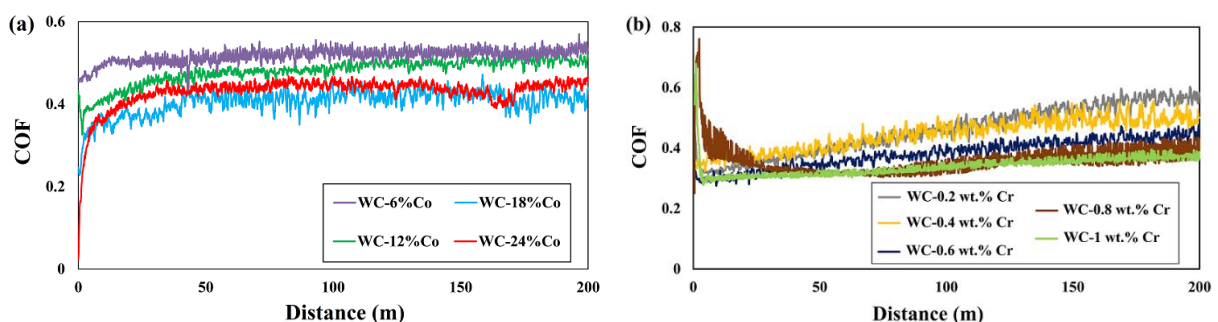 (a)
COF
0.6
0.4
0.2
0
0 50 100 150 200
Distance (m)
WC-6%Co WC-18%Co
WC-12%Co WC-24%Co
(b)
COF
0.8
0.6
0.4
0.2
0
0 50 100 150 200
Distance (m)
WC-0.2 wt.% Cr
WC-0.4 wt.% Cr
WC-0.6 wt.% Cr
WC-0.8 wt.% Cr
WC-1 wt.% Cr